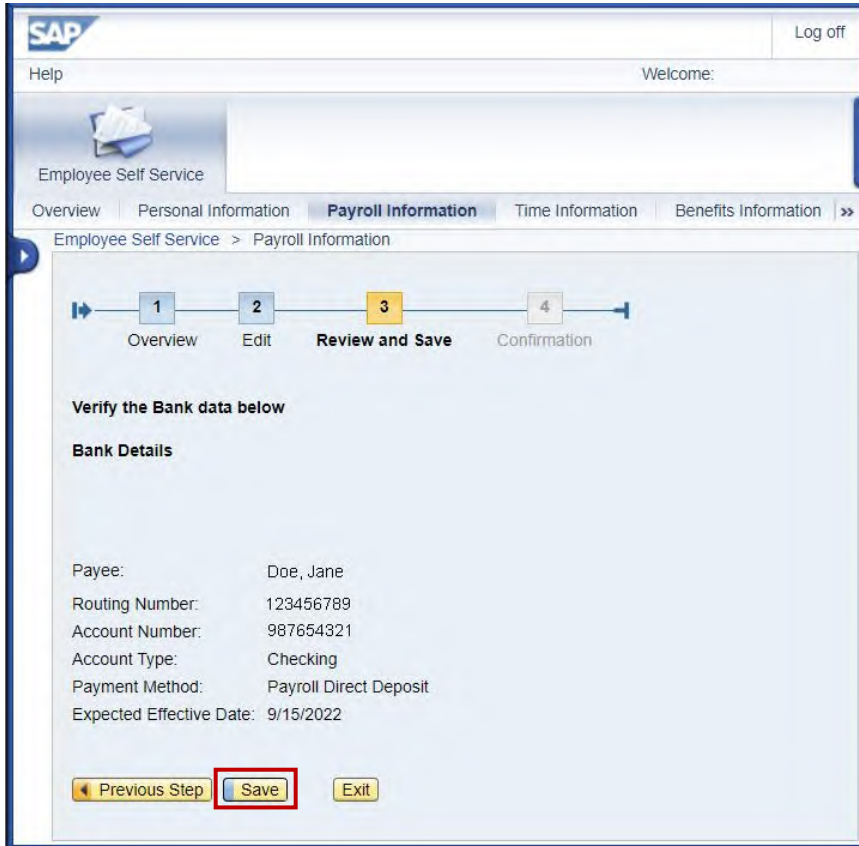 SAP
Log off
Help Welcome:
Employee Self Service
Overview Personal Information Payroll Information Time Information Benefits Information »
Employee Self Service > Payroll Information
1 2 3 4
Overview Edit Review and Save Confirmation
Verify the Bank data below
Bank Details
Payee: Doe, Jane
Routing Number: 123456789
Account Number: 987654321
Account Type: Checking
Payment Method: Payroll Direct Deposit
Expected Effective Date: 9/15/2022
Previous Step Save Exit